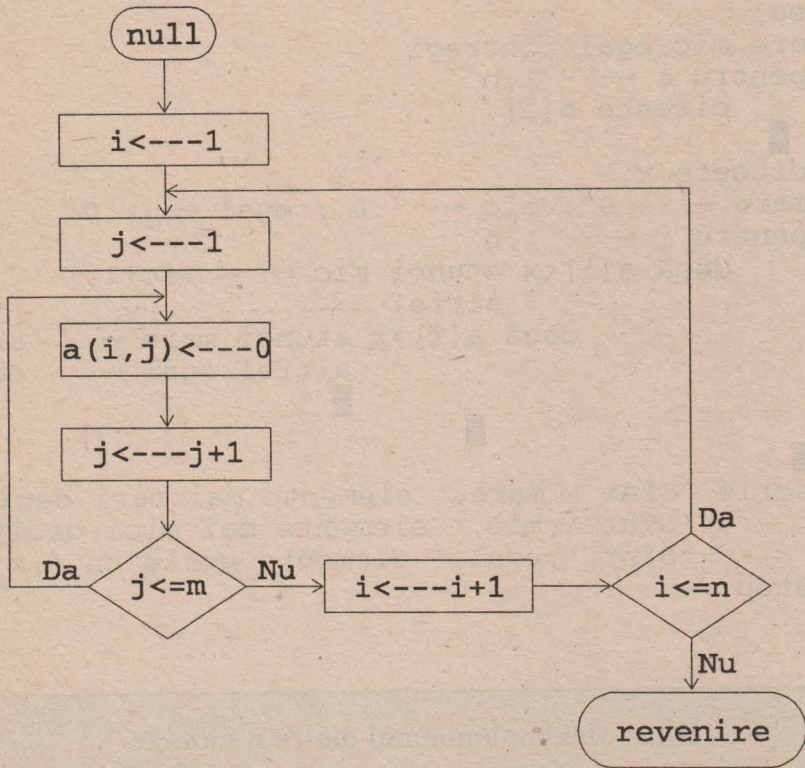 null
i<---1
j<---1
a(i,j)<---0
j<---j+1
Da
j<=m
Nu
i<---i+1
Da
i<=n
Nu
revenire